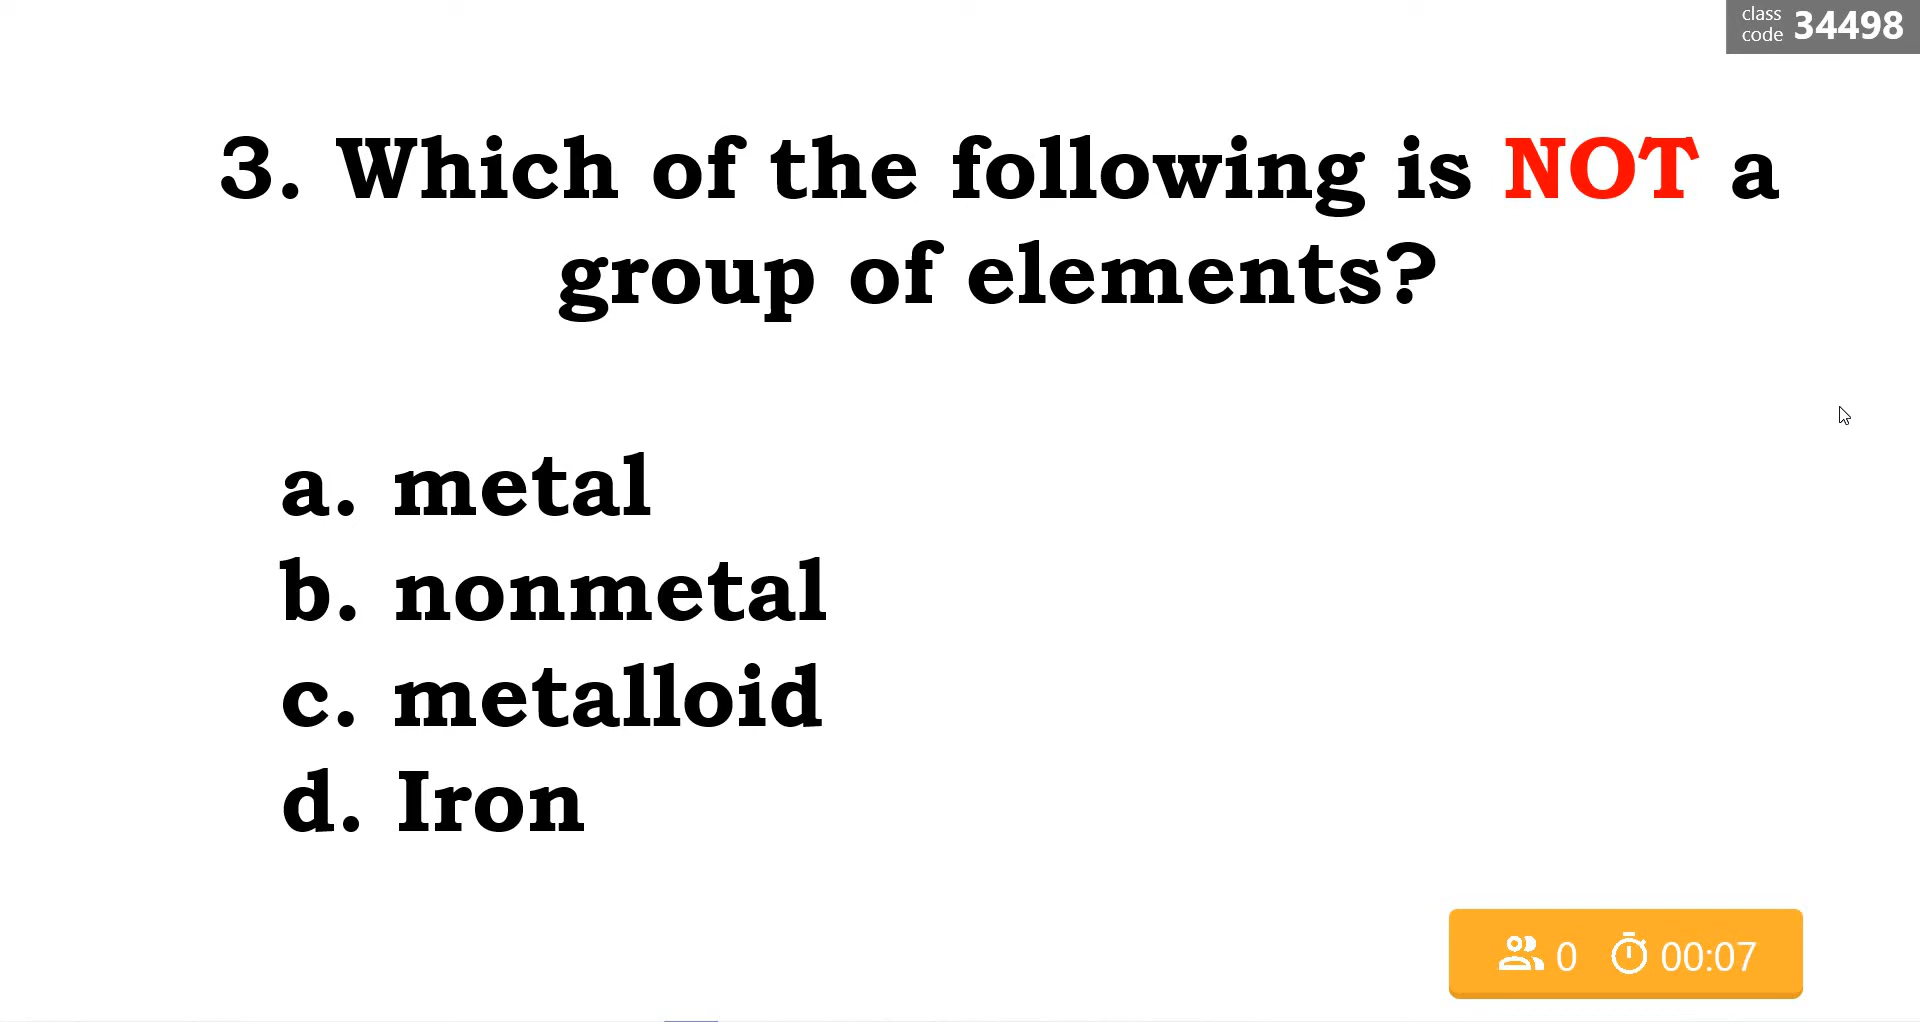 class
code 34498
3. Which of the following is NOT a
group of elements?
a. metal
b. nonmetal
c. metalloid
d. Iron
0 00:07